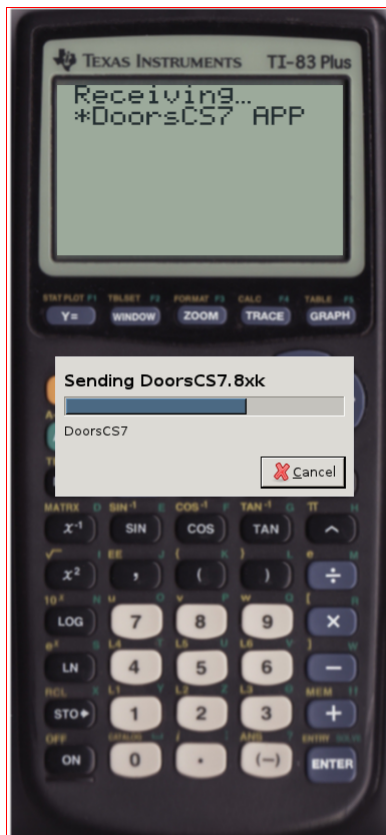 TEXAS INSTRUMENTS TI-83 Plus
Receiving…
*DoorsCS7 APP
STAT PLOT F1 TBLSET F2 FORMAT F3 CALC F4 TABLE F5
Y= WINDOW ZOOM TRACE GRAPH
Sending DoorsCS7.8xk
DoorsCS7
Cancel
MATRX D SIN-1 E COS-1 F TAN-1 G π H
x-1 SIN COS TAN ^
√ I EE J { K } L e M
x2 , ( ) ÷
10x N u O v P w Q [ R
LOG 7 8 9 ×
ex S L4 T L5 U L6 V ] W
LN 4 5 6 −
RCL X L1 Y L2 Z L3 θ MEM "
STO➧ 1 2 3 +
OFF CATALOG i : ANS ? ENTRY SOLVE
ON 0 . (−) ENTER